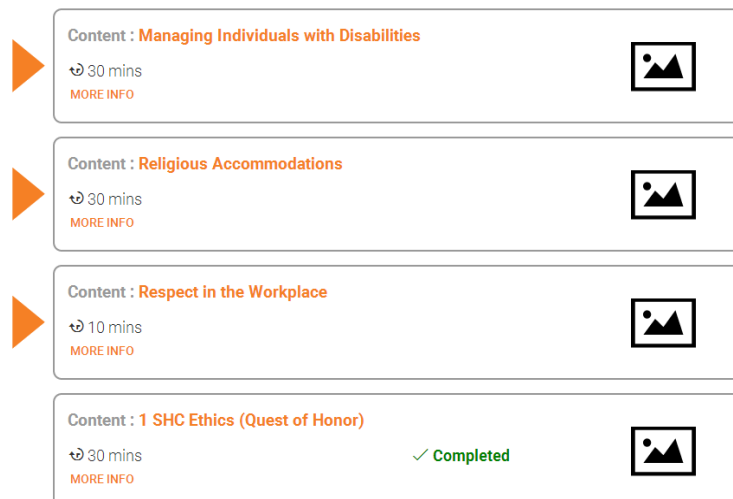 Content : Managing Individuals with Disabilities
30 mins
MORE INFO
Content : Religious Accommodations
30 mins
MORE INFO
Content : Respect in the Workplace
10 mins
MORE INFO
Content : 1 SHC Ethics (Quest of Honor)
30 mins
Completed
MORE INFO